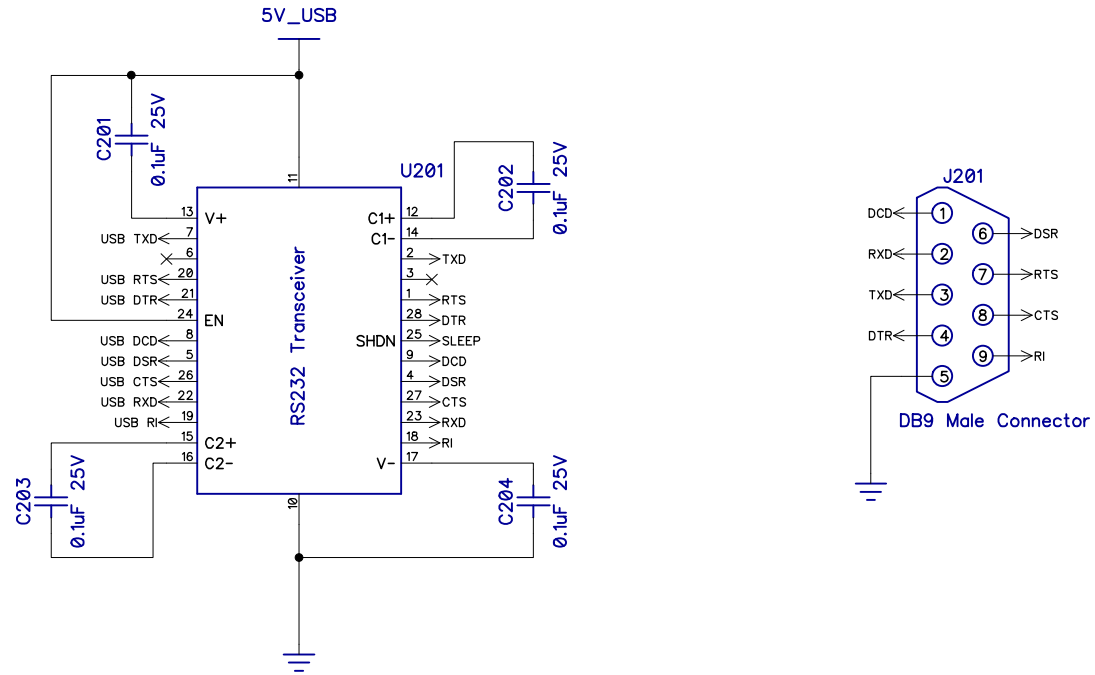 5V_USB
C201
0.1uF 25V
11
U201
C202
0.1uF 25V
13 V+
C1+ 12
USB TXD 7
C1- 14
6
2 TXD
USB RTS 20
3
USB DTR 21
1 RTS
24 EN
28 DTR
USB DCD 8
SHDN 25 SLEEP
USB DSR 5
9 DCD
USB CTS 26
4 DSR
USB RXD 22
27 CTS
USB RI 19
23 RXD
15 C2+
18 RI
16 C2-
V- 17
RS232 Transceiver
C203
0.1uF 25V
10
C204
0.1uF 25V
J201
DCD 1
6 DSR
RXD 2
7 RTS
TXD 3
8 CTS
DTR 4
9 RI
5
DB9 Male Connector